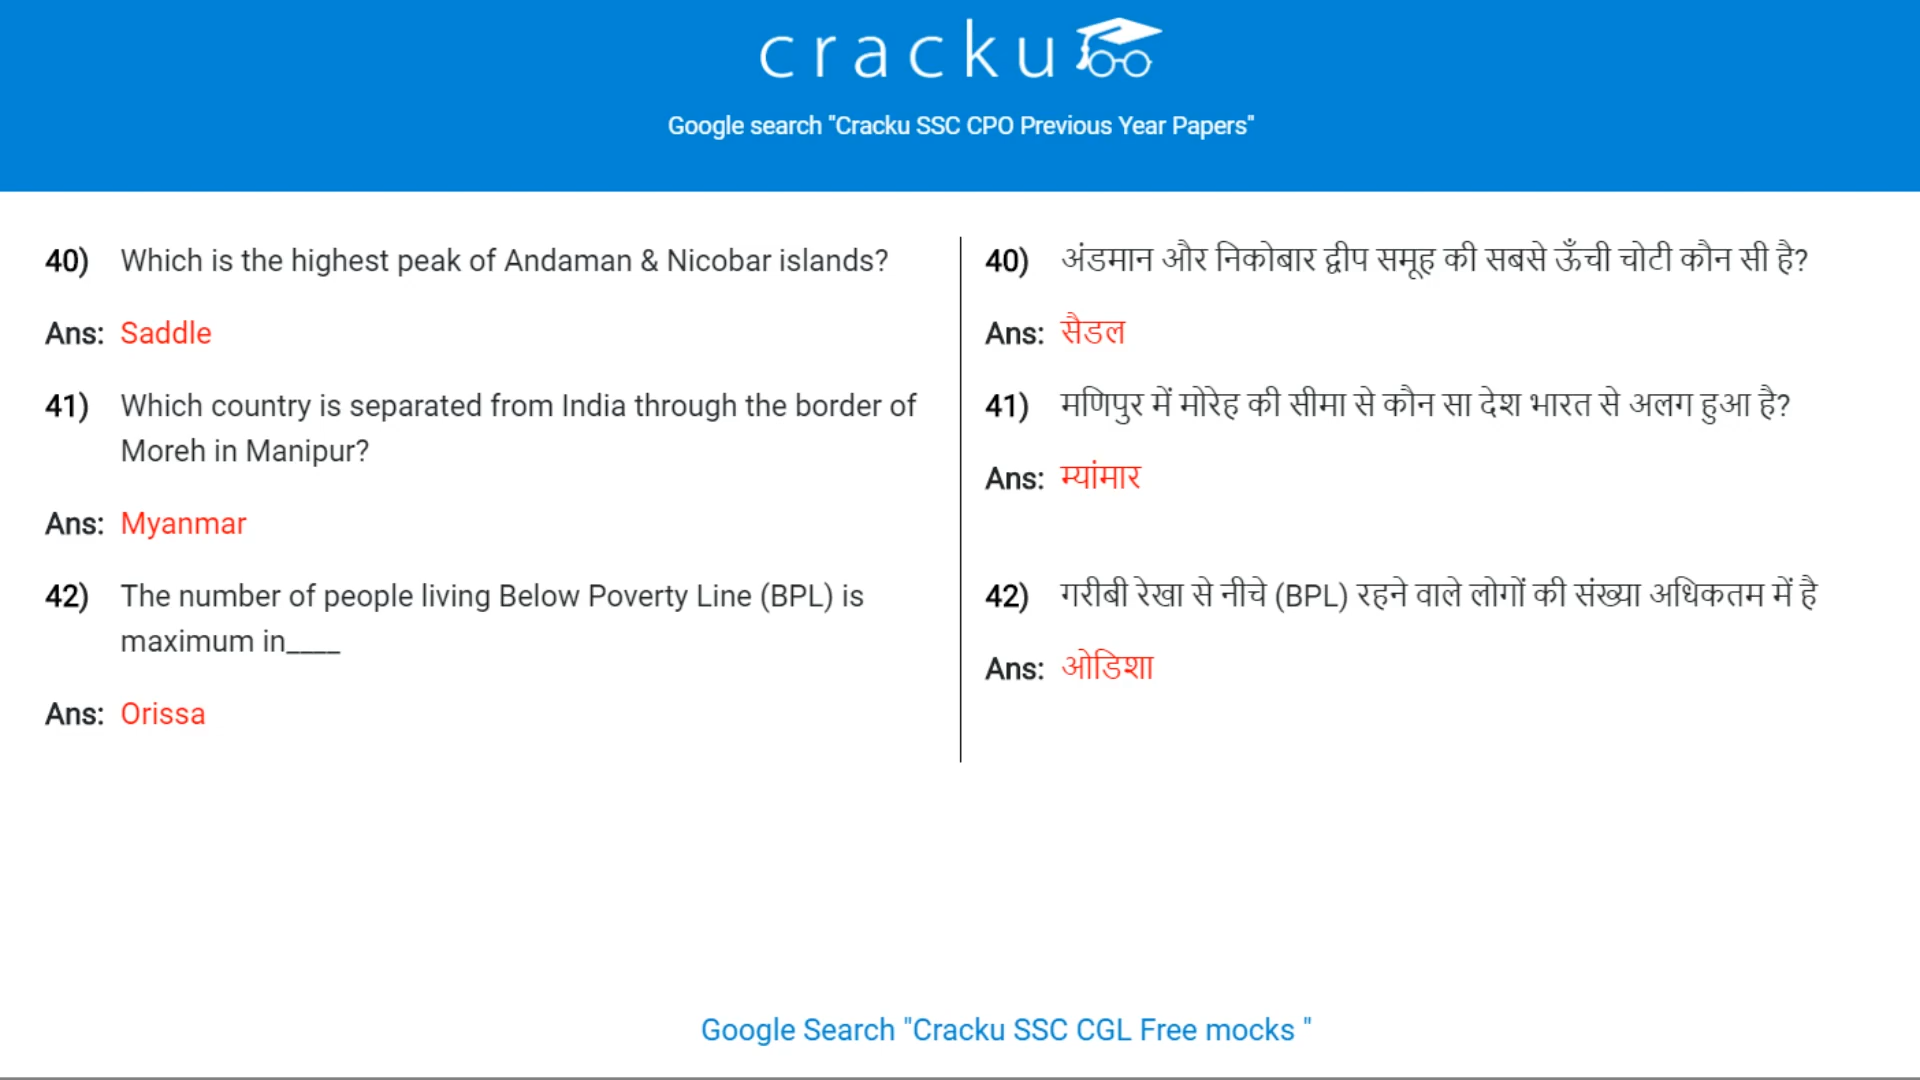 cracku
Google search "Cracku SSC CPO Previous Year Papers"
40) Which is the highest peak of Andaman & Nicobar islands?
Ans: Saddle
41) Which country is separated from India through the border of
Moreh in Manipur?
Ans: Myanmar
42) The number of people living Below Poverty Line (BPL) is
maximum in____
Ans: Orissa
40) अंडमान और निकोबार द्वीप समूह की सबसे ऊँची चोटी कौन सी है?
Ans: सैडल
41) मणिपुर में मोरेह की सीमा से कौन सा देश भारत से अलग हुआ है?
Ans: म्यांमार
42) गरीबी रेखा से नीचे (BPL) रहने वाले लोगों की संख्या अधिकतम में है
Ans: ओडिशा
Google Search "Cracku SSC CGL Free mocks "